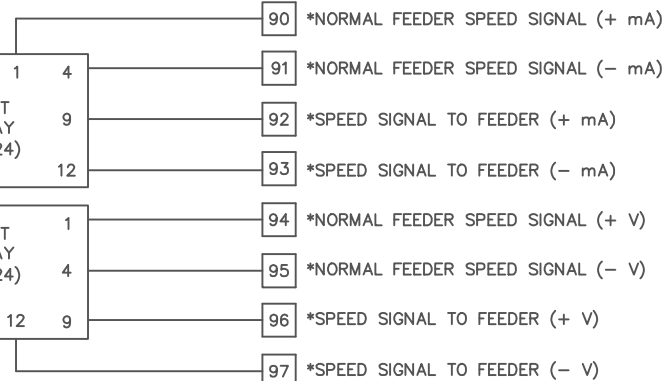 90 *NORMAL FEEDER SPEED SIGNAL (+ mA)
1 4 91 *NORMAL FEEDER SPEED SIGNAL (− mA)
T
9 92 *SPEED SIGNAL TO FEEDER (+ mA)
AY
24)
12 93 *SPEED SIGNAL TO FEEDER (− mA)
1 94 *NORMAL FEEDER SPEED SIGNAL (+ V)
T
AY
24) 4 95 *NORMAL FEEDER SPEED SIGNAL (− V)
12 9 96 *SPEED SIGNAL TO FEEDER (+ V)
97 *SPEED SIGNAL TO FEEDER (− V)